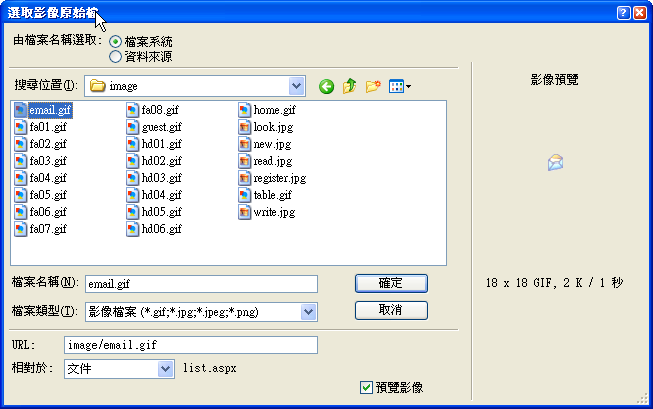 選取影像原始檔
由檔案名稱選取: 檔案系統
資料來源
搜尋位置(I): image
影像預覽
email.gif fa08.gif home.gif
fa01.gif guest.gif look.jpg
fa02.gif hd01.gif new.jpg
fa03.gif hd02.gif read.jpg
fa04.gif hd03.gif register.jpg
fa05.gif hd04.gif table.gif
fa06.gif hd05.gif write.jpg
fa07.gif hd06.gif
檔案名稱(N): email.gif 確定
18 x 18 GIF, 2 K / 1 秒
檔案類型(T): 影像檔案 (*.gif;*.jpg;*.jpeg;*.png) 取消
URL: image/email.gif
相對於: 文件 list.aspx
預覽影像